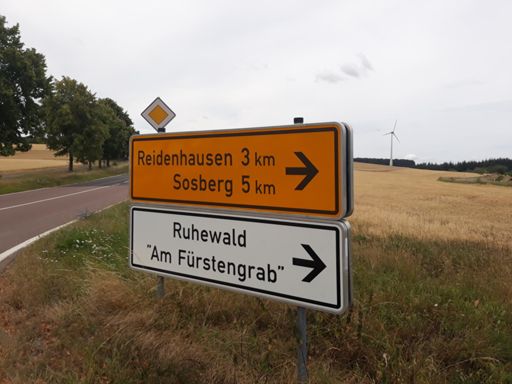 Reidenhausen 3 km
Sosberg 5 km
Ruhewald
"Am Fürstengrab"